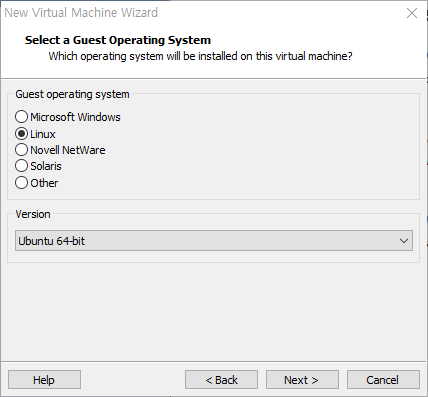 New Virtual Machine Wizard
Select a Guest Operating System
Which operating system will be installed on this virtual machine?
Guest operating system
Microsoft Windows
Linux
Novell NetWare
Solaris
Other
Version
Ubuntu 64-bit
Help
< Back
Next >
Cancel